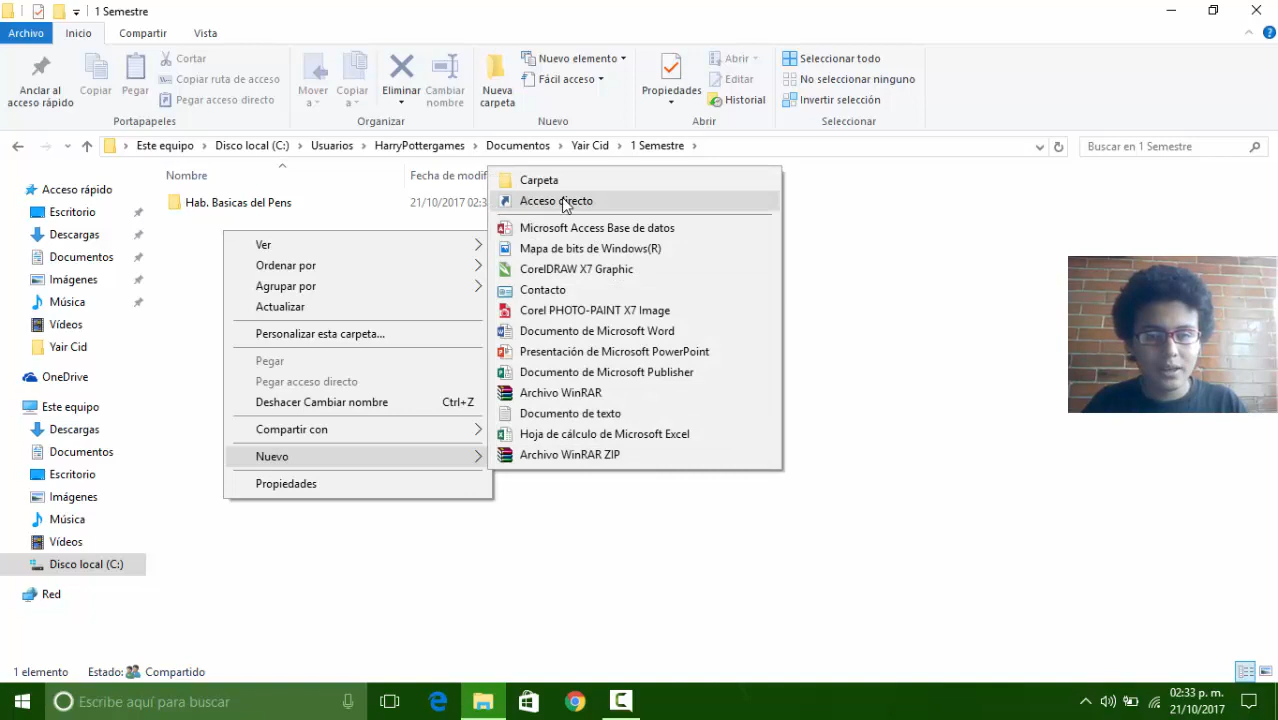 1 Semestre
Archivo Inicio Compartir Vista
Anclar al acceso rápido
Copiar
Pegar
Cortar
Copiar ruta de acceso
Pegar acceso directo
Portapapeles
Mover a
Copiar a
Eliminar
Cambiar nombre
Organizar
Nueva carpeta
Nuevo elemento
Fácil acceso
Nuevo
Propiedades
Abrir
Editar
Historial
Abrir
Seleccionar todo
No seleccionar ninguno
Invertir selección
Seleccionar
Este equipo > Disco local (C:) > Usuarios > HarryPottergames > Documentos > Yair Cid > 1 Semestre >
Buscar en 1 Semestre
Acceso rápido
Escritorio
Descargas
Documentos
Imágenes
Música
Vídeos
Yair Cid
OneDrive
Este equipo
Descargas
Documentos
Escritorio
Imágenes
Música
Vídeos
Disco local (C:)
Red
Nombre
Fecha de modif
Hab. Basicas del Pens
21/10/2017 02:3
Ver
Ordenar por
Agrupar por
Actualizar
Personalizar esta carpeta...
Pegar
Pegar acceso directo
Deshacer Cambiar nombre Ctrl+Z
Compartir con
Nuevo
Propiedades
Carpeta
Acceso directo
Microsoft Access Base de datos
Mapa de bits de Windows(R)
CorelDRAW X7 Graphic
Contacto
Corel PHOTO-PAINT X7 Image
Documento de Microsoft Word
Presentación de Microsoft PowerPoint
Documento de Microsoft Publisher
Archivo WinRAR
Documento de texto
Hoja de cálculo de Microsoft Excel
Archivo WinRAR ZIP
1 elemento Estado: Compartido
Escribe aquí para buscar
02:33 p. m.
21/10/2017